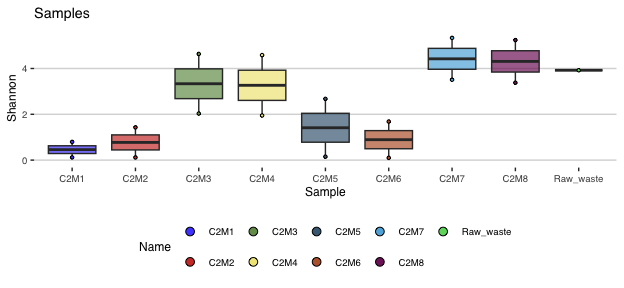 Samples
Shannon
4
2
0
C2M1 C2M2 C2M3 C2M4 C2M5 C2M6 C2M7 C2M8 Raw_waste
Sample
Name
C2M1 C2M3 C2M5 C2M7 Raw_waste
C2M2 C2M4 C2M6 C2M8